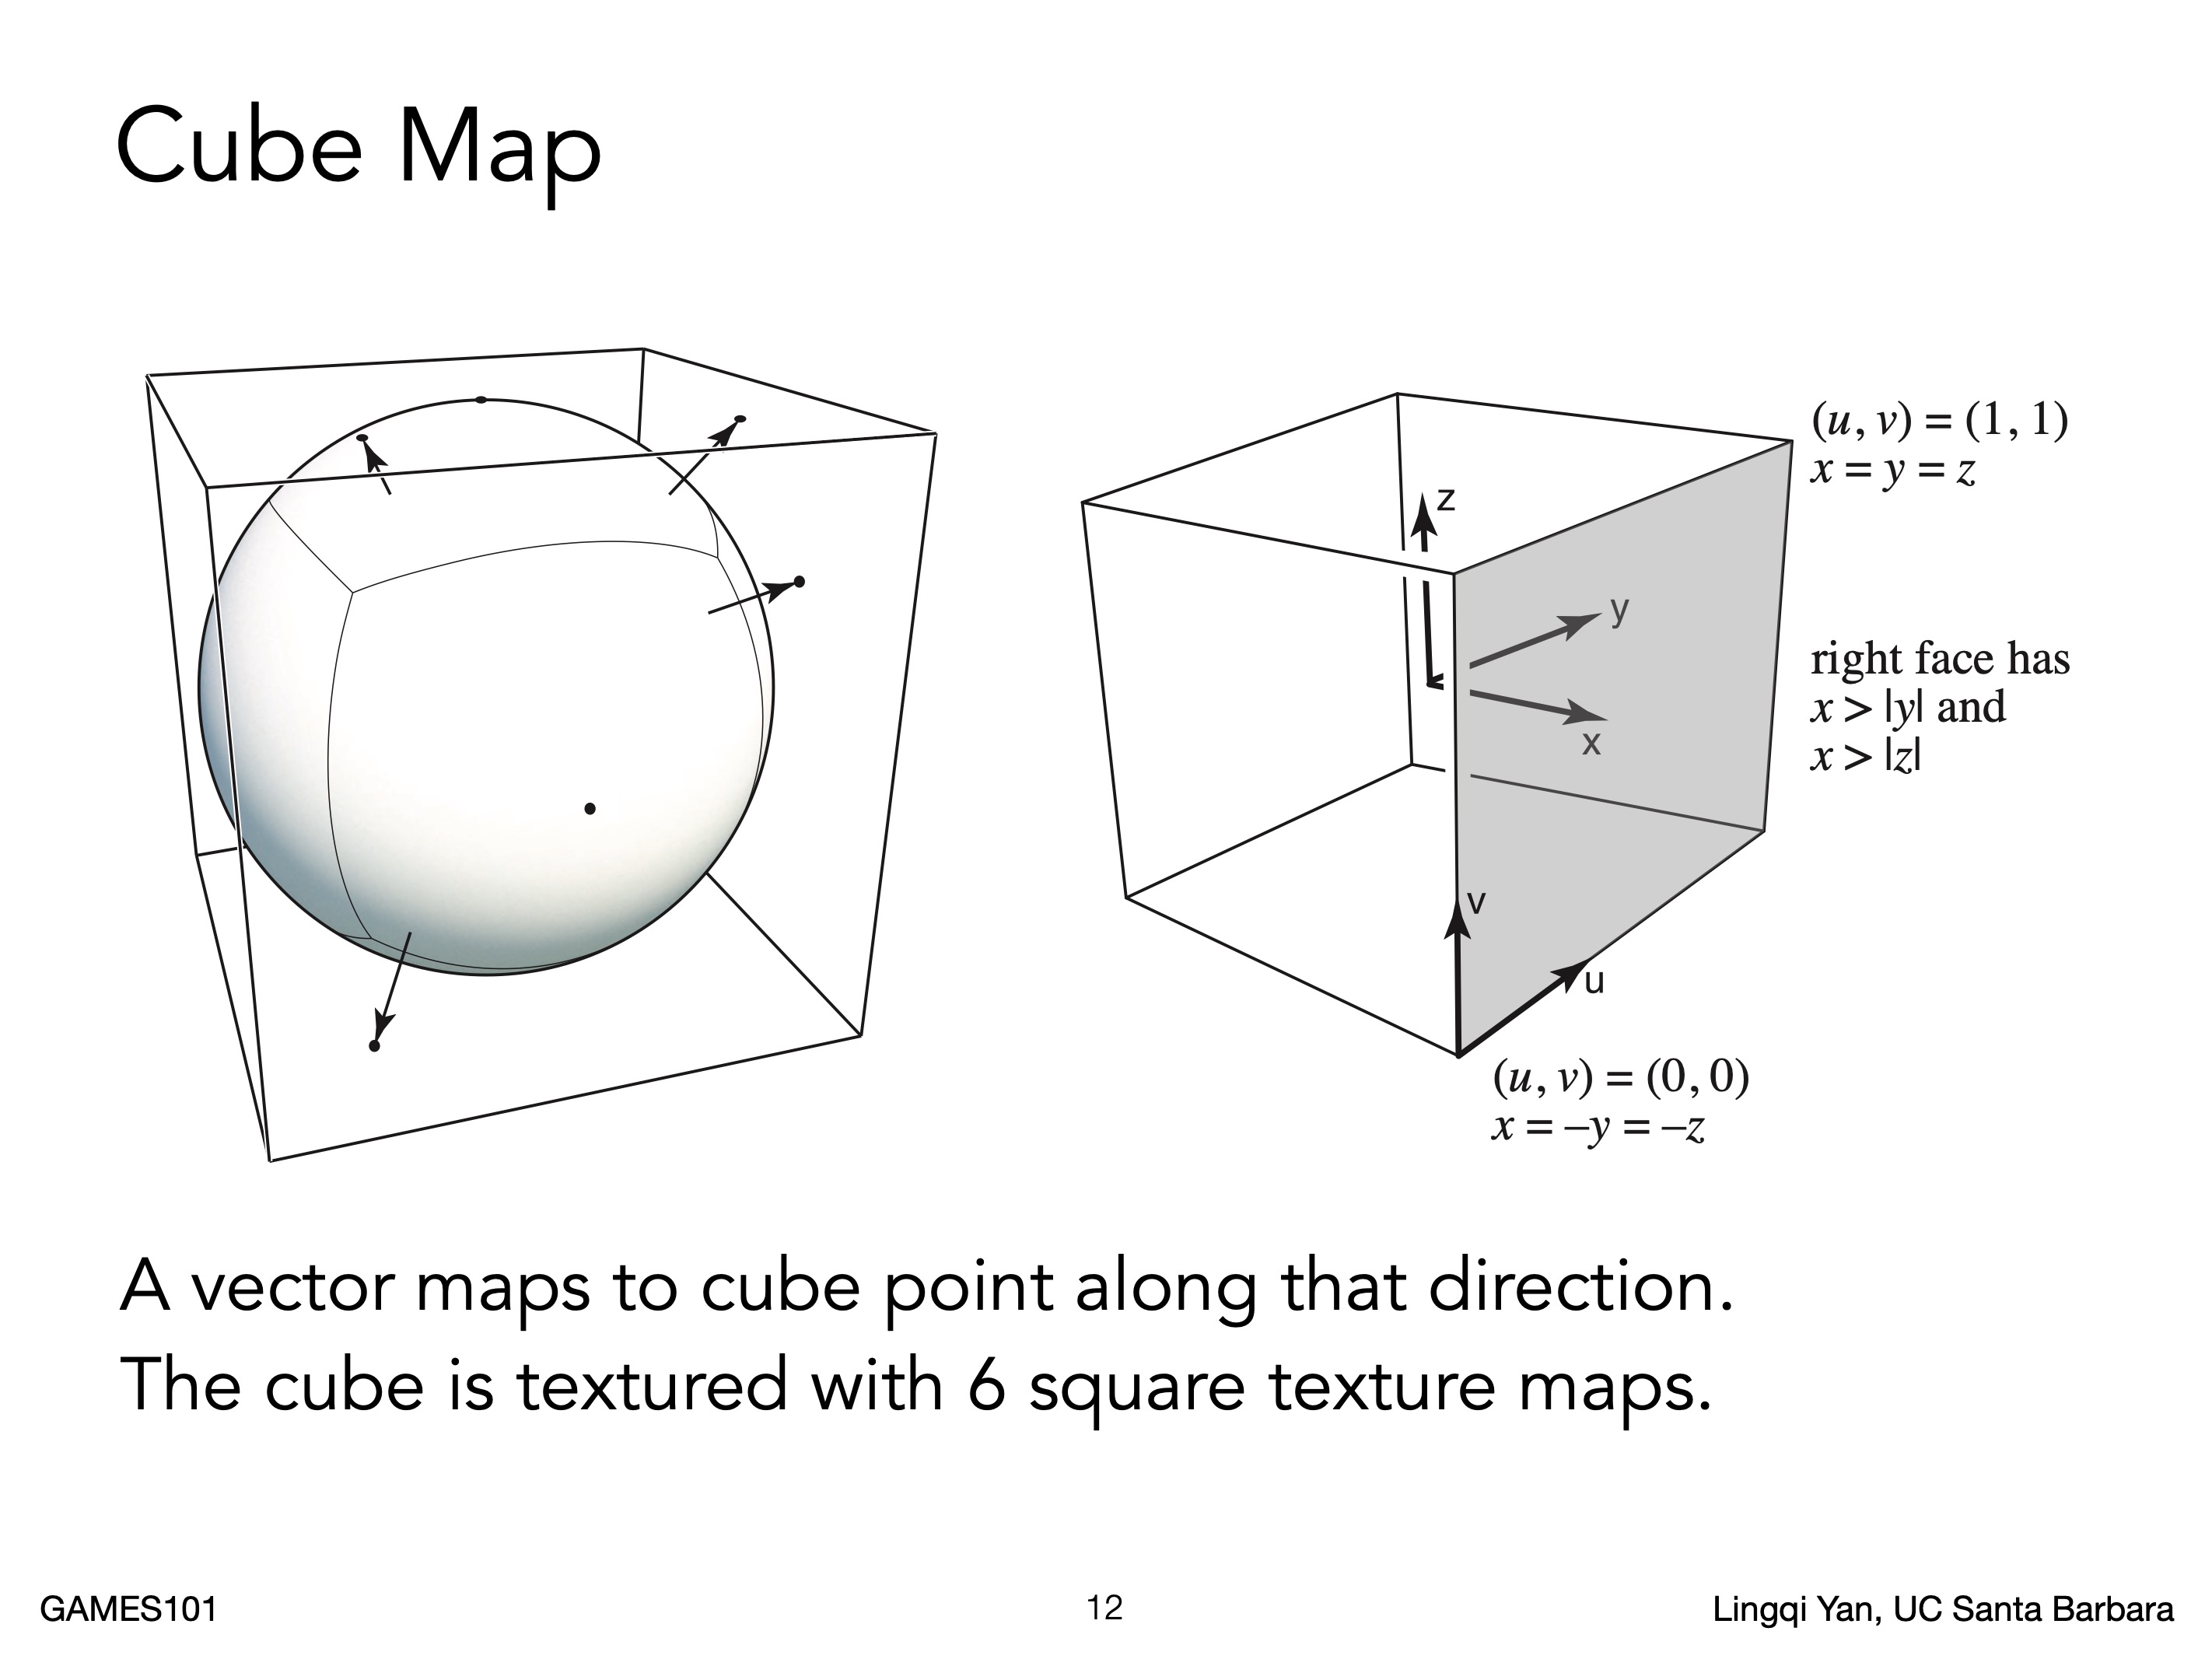 Cube Map
(u, v) = (1, 1)
x = y = z
z
y
right face has
x > |y| and
x > |z|
x
v
u
(u, v) = (0, 0)
x = –y = –z
A vector maps to cube point along that direction.
The cube is textured with 6 square texture maps.
GAMES101
12
Lingqi Yan, UC Santa Barbara